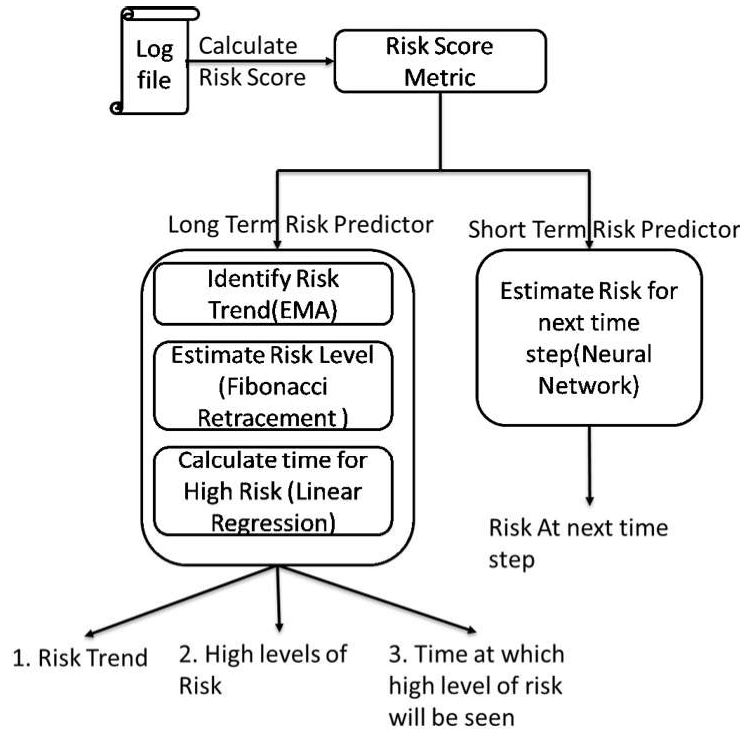 Log
file
Calculate
Risk Score
Risk Score
Metric
Long Term Risk Predictor
Identify Risk
Trend(EMA)
Estimate Risk Level
(Fibonacci
Retracement )
Calculate time for
High Risk (Linear
Regression)
Short Term Risk Predictor
Estimate Risk for
next time
step(Neural
Network)
Risk At next time
step
1. Risk Trend
2. High levels of
Risk
3. Time at which
high level of risk
will be seen